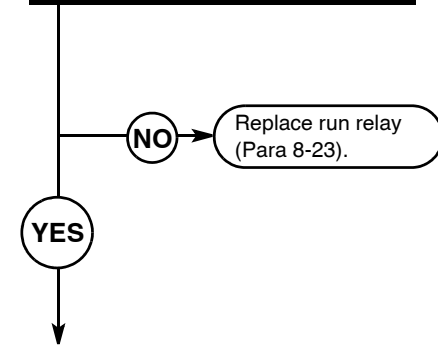 NO
Replace run relay
(Para 8-23).
YES